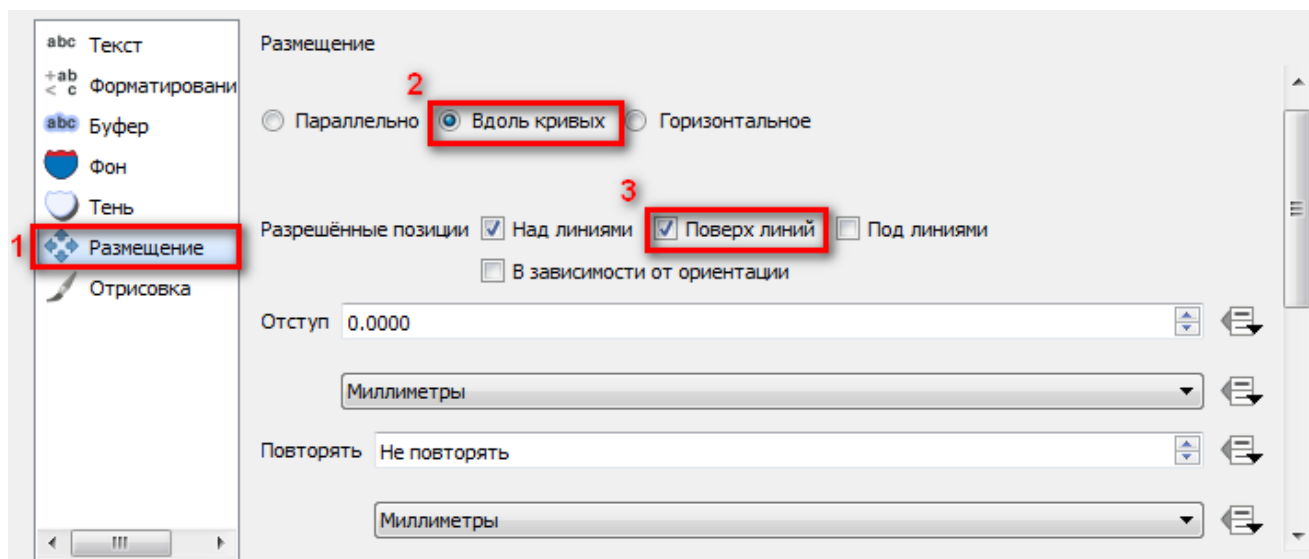 abc Текст
+ab
< c Форматировани
abc Буфер
Фон
Тень
1 Размещение
Отрисовка
Размещение
2
Параллельно Вдоль кривых Горизонтальное
3
Разрешённые позиции Над линиями Поверх линий Под линиями
В зависимости от ориентации
Отступ 0.0000
Миллиметры
Повторять Не повторять
Миллиметры